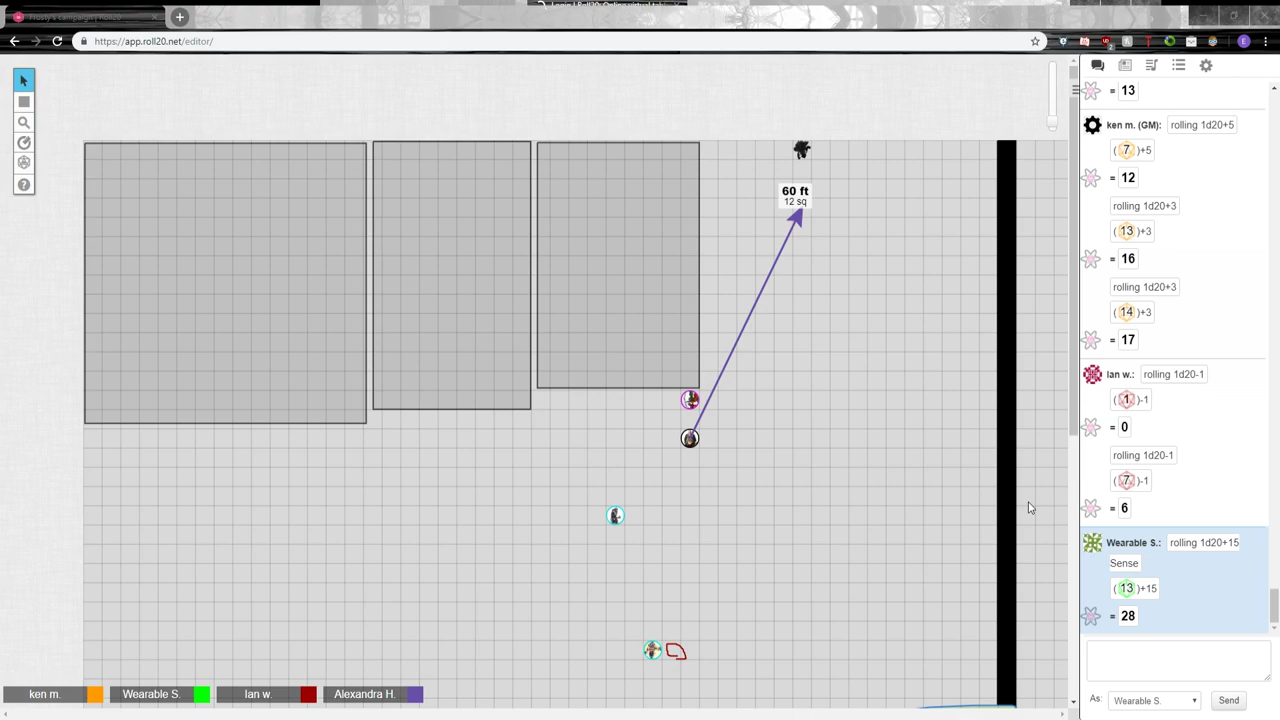 Frosty's campaign | Roll20
https://app.roll20.net/editor/
60 ft
12 sq
= 13
ken m. (GM): rolling 1d20+5
(7)+5
= 12
rolling 1d20+3
(13)+3
= 16
rolling 1d20+3
(14)+3
= 17
Ian w.: rolling 1d20-1
(1)-1
= 0
rolling 1d20-1
(7)-1
= 6
Wearable S.: rolling 1d20+15
Sense
(13)+15
= 28
As: Wearable S. Send
ken m. Wearable S. Ian w. Alexandra H.